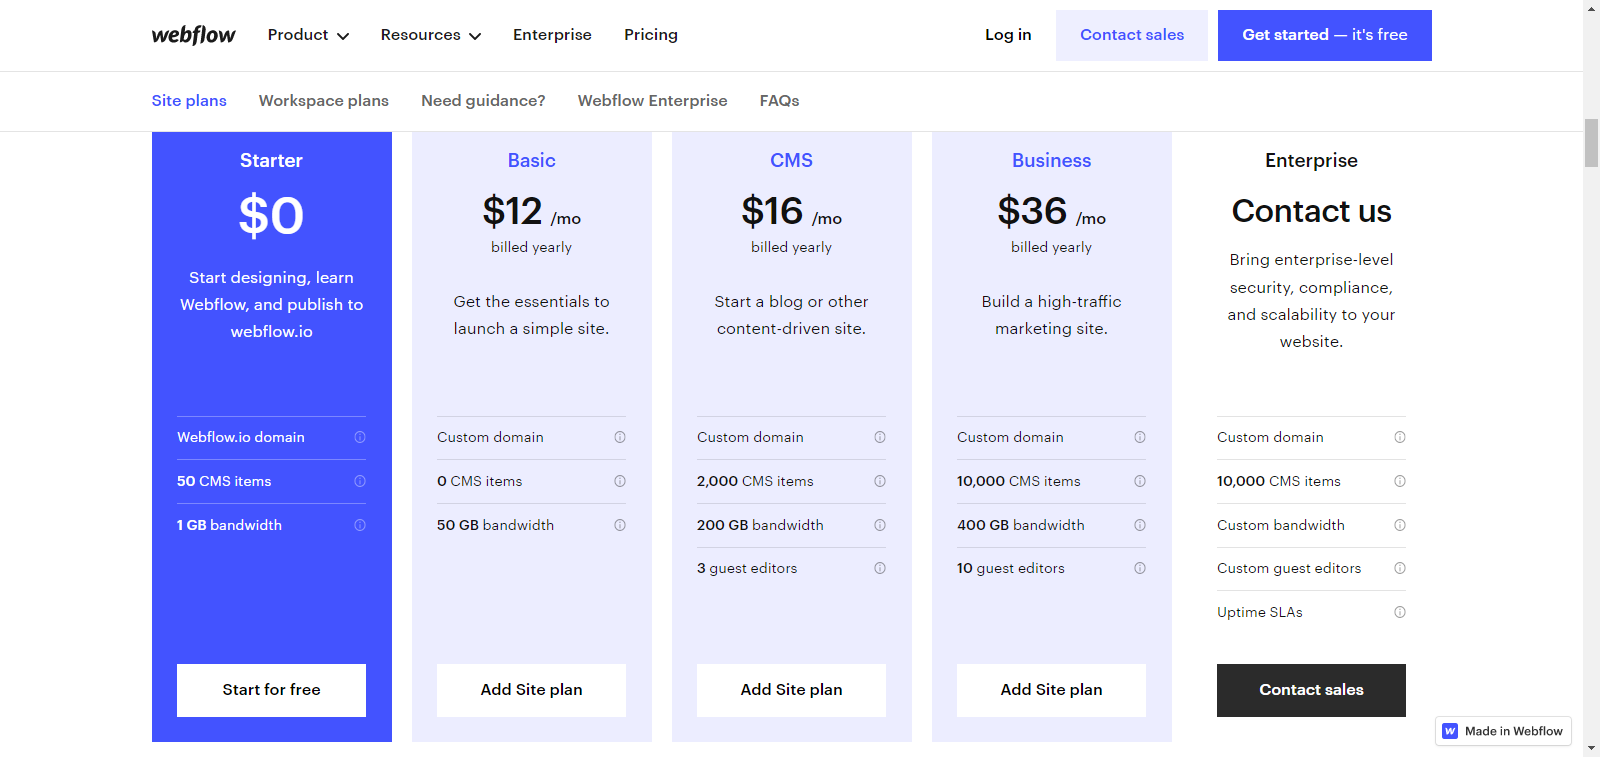 webflow Product Resources Enterprise Pricing Log in Contact sales Get started — it's free
Site plans Workspace plans Need guidance? Webflow Enterprise FAQs
Starter
$0
Start designing, learn
Webflow, and publish to
webflow.io
Webflow.io domain
50 CMS items
1 GB bandwidth
Start for free
Basic
$12 /mo
billed yearly
Get the essentials to
launch a simple site.
Custom domain
0 CMS items
50 GB bandwidth
Add Site plan
CMS
$16 /mo
billed yearly
Start a blog or other
content-driven site.
Custom domain
2,000 CMS items
200 GB bandwidth
3 guest editors
Add Site plan
Business
$36 /mo
billed yearly
Build a high-traffic
marketing site.
Custom domain
10,000 CMS items
400 GB bandwidth
10 guest editors
Add Site plan
Enterprise
Contact us
Bring enterprise-level
security, compliance,
and scalability to your
website.
Custom domain
10,000 CMS items
Custom bandwidth
Custom guest editors
Uptime SLAs
Contact sales
Made in Webflow